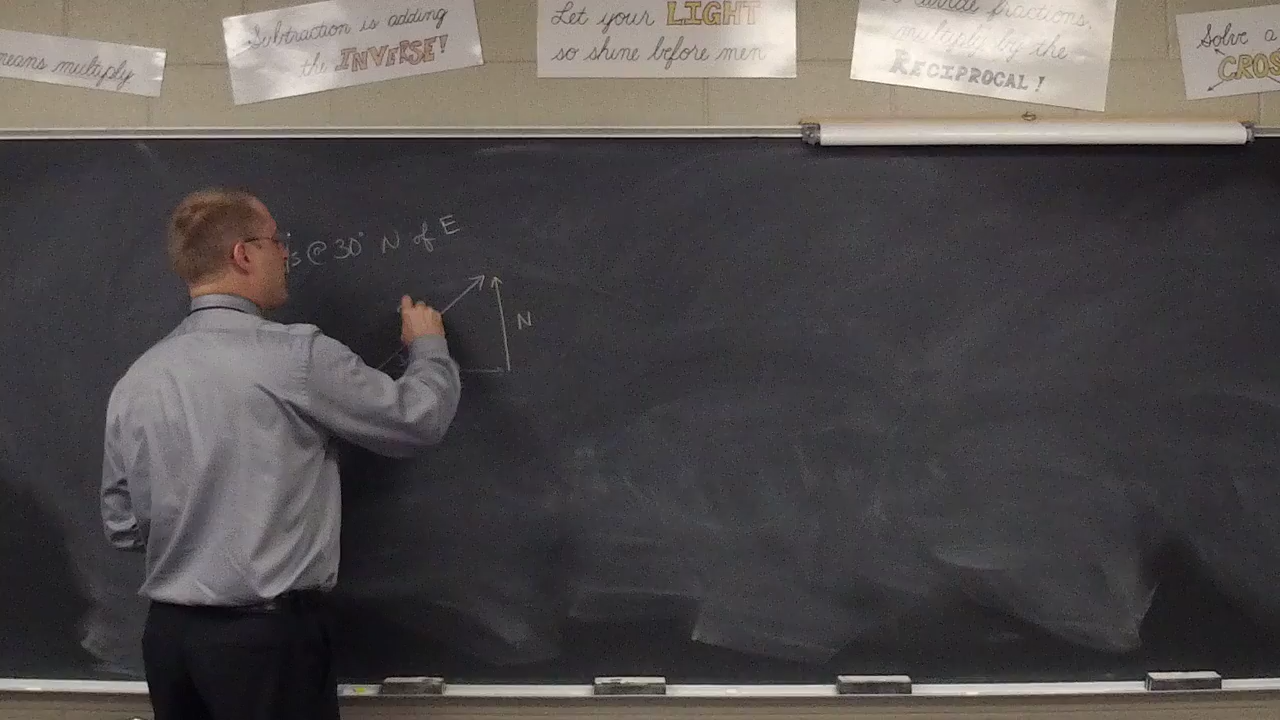 means multiply
Subtraction is adding
the INVERSE!
Let your LIGHT
so shine before men
fractions,
multiply by the
RECIPROCAL!
Solve a
CROS
s @ 30° N of E
N